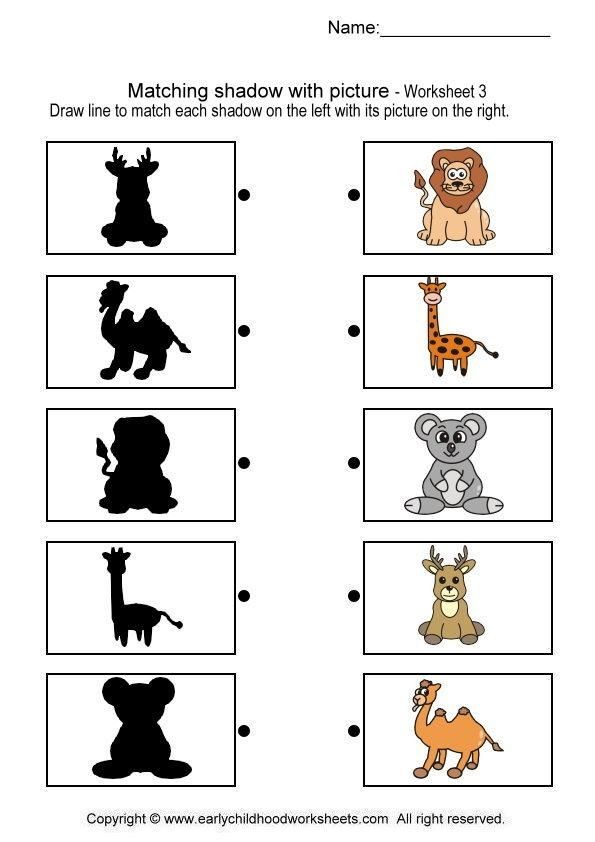 Name:_________________
Matching shadow with picture - Worksheet 3
Draw line to match each shadow on the left with its picture on the right.
Copyright © www.earlychildhoodworksheets.com All right reserved.